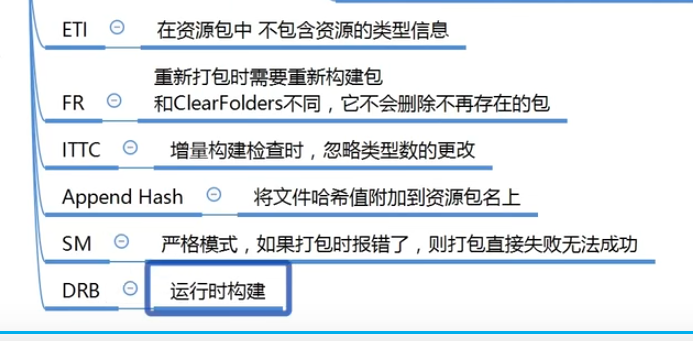 ETI 在资源包中 不包含资源的类型信息
重新打包时需要重新构建包
FR 和ClearFolders不同，它不会删除不再存在的包
ITTC 增量构建检查时，忽略类型数的更改
Append Hash 将文件哈希值附加到资源包名上
SM 严格模式，如果打包时报错了，则打包直接失败无法成功
DRB 运行时构建